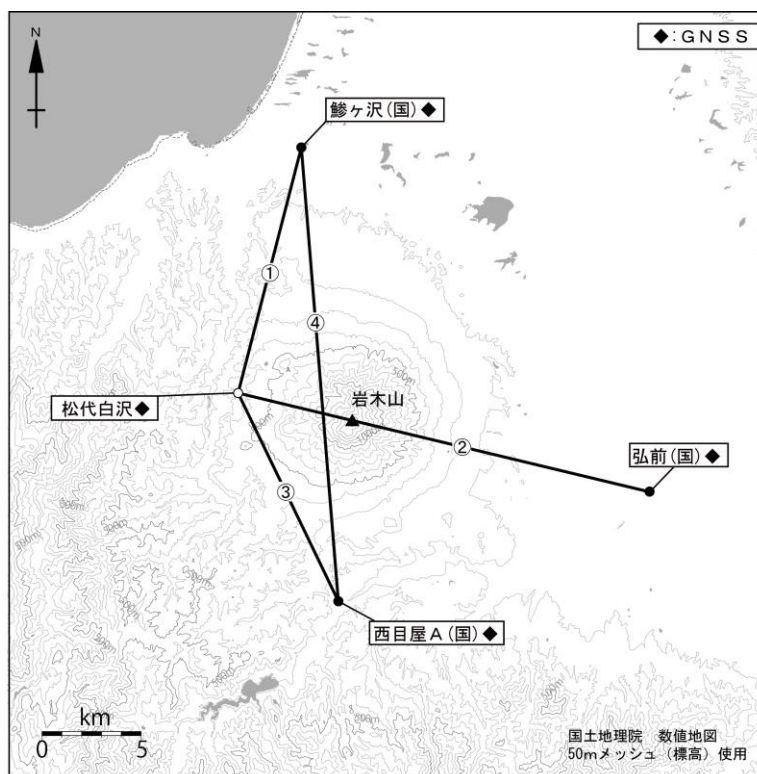 N
◆:GNSS
鰺ヶ沢(国)◆
①
④
500m
岩木山
松代白沢◆
②
弘前(国)◆
③
西目屋A(国)◆
km
0 5
国土地理院 数値地図
50mメッシュ(標高)使用